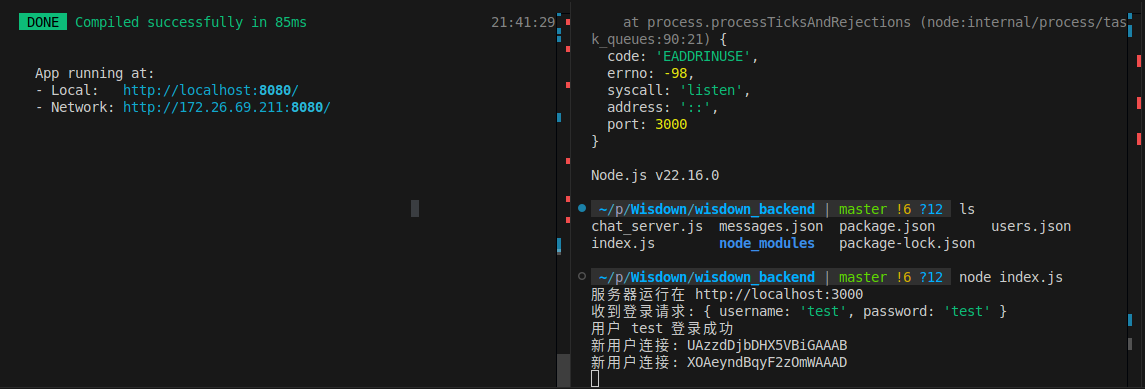 DONE Compiled successfully in 85ms 21:41:29
App running at:
- Local: http://localhost:8080/
- Network: http://172.26.69.211:8080/
at process.processTicksAndRejections (node:internal/process/tas
k_queues:90:21) {
code: 'EADDRINUSE',
errno: -98,
syscall: 'listen',
address: '::',
port: 3000
}
Node.js v22.16.0
~/p/Wisdown/wisdown_backend | master !6 ?12 ls
chat_server.js messages.json package.json users.json
index.js node_modules package-lock.json
~/p/Wisdown/wisdown_backend | master !6 ?12 node index.js
服务器运行在 http://localhost:3000
收到登录请求: { username: 'test', password: 'test' }
用户 test 登录成功
新用户连接: UAzzdDjbDHX5VBiGAAAB
新用户连接: XOAeyndBqyF2zOmWAAAD